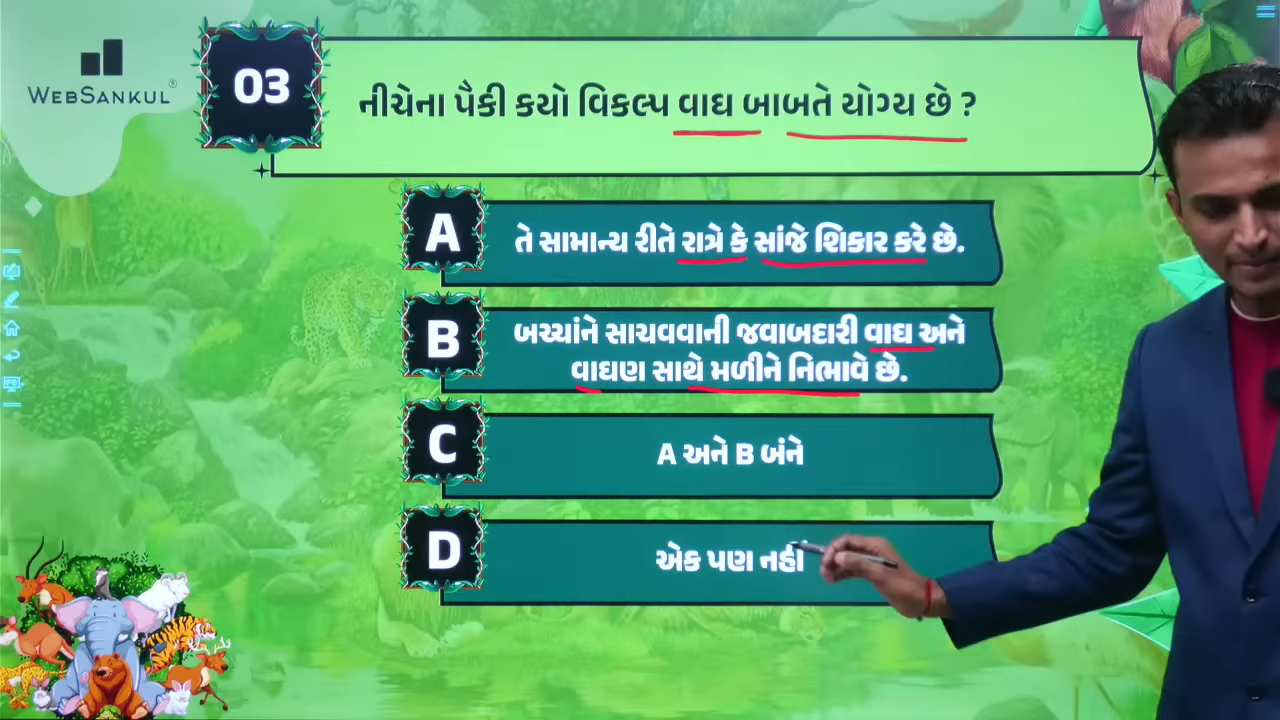 WEBSANKUL®
03
નીચેના પૈકી કયો વિકલ્પ વાઘ બાબતે યોગ્ય છે ?
A
તે સામાન્ય રીતે રાત્રે કે સાંજે શિકાર કરે છે.
B
બચ્ચાંને સાચવવાની જવાબદારી વાઘ અને
વાઘણ સાથે મળીને નિભાવે છે.
C
A અને B બંને
D
એક પણ નહીં